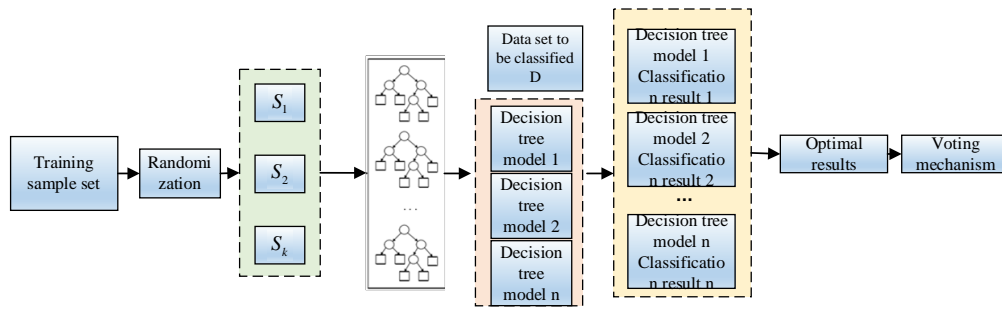 Training
sample set
Randomi
zation
S1
S2
Sk
...
Data set to
be classified
D
Decision
tree
model 1
Decision
tree
model 2
Decision
tree
model n
Decision tree
model 1
Classificatio
n result 1
Decision tree
model 2
Classificatio
n result 2
...
Decision tree
model n
Classificatio
n result n
Optimal
results
Voting
mechanism